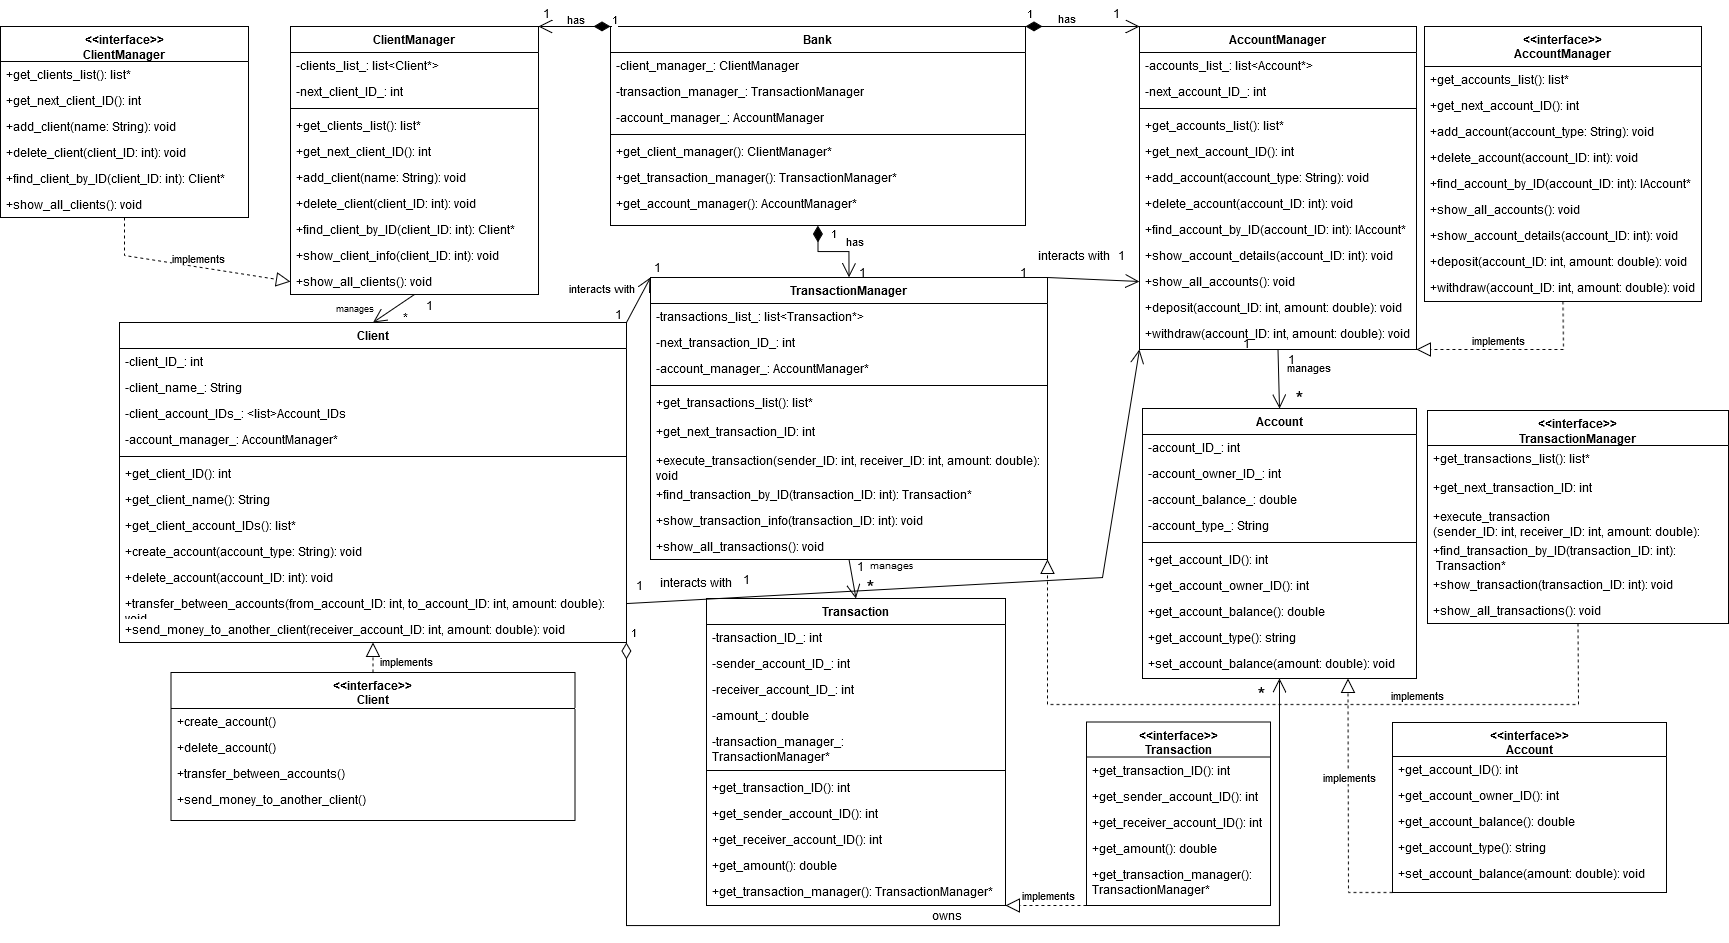 <<interface>>
ClientManager
+get_clients_list(): list*
+get_next_client_ID(): int
+add_client(name: String): void
+delete_client(client_ID: int): void
+find_client_by_ID(client_ID: int): Client*
+show_all_clients(): void
implements
ClientManager
-clients_list_: list<Client*>
-next_client_ID_: int
+get_clients_list(): list*
+get_next_client_ID(): int
+add_client(name: String): void
+delete_client(client_ID: int): void
+find_client_by_ID(client_ID: int): Client*
+show_client_info(client_ID: int): void
+show_all_clients(): void
1
has
1
Bank
-client_manager_: ClientManager
-transaction_manager_: TransactionManager
-account_manager_: AccountManager
+get_client_manager(): ClientManager*
+get_transaction_manager(): TransactionManager*
+get_account_manager(): AccountManager*
1
has
1
1
has
1
AccountManager
-accounts_list_: list<Account*>
-next_account_ID_: int
+get_accounts_list(): list*
+get_next_account_ID(): int
+add_account(account_type: String): void
+delete_account(account_ID: int): void
+find_account_by_ID(account_ID: int): IAccount*
+show_account_details(account_ID: int): void
+show_all_accounts(): void
+deposit(account_ID: int, amount: double): void
+withdraw(account_ID: int, amount: double): void
1
<<interface>>
AccountManager
+get_accounts_list(): list*
+get_next_account_ID(): int
+add_account(account_type: String): void
+delete_account(account_ID: int): void
+find_account_by_ID(account_ID: int): IAccount*
+show_all_accounts(): void
+show_account_details(account_ID: int): void
+deposit(account_ID: int, amount: double): void
+withdraw(account_ID: int, amount: double): void
implements
manages
1
*
1
interacts with
1
1
interacts with 1
Client
-client_ID_: int
-client_name_: String
-client_account_IDs_: <list>Account_IDs
-account_manager_: AccountManager*
+get_client_ID(): int
+get_client_name(): String
+get_client_account_IDs(): list*
+create_account(account_type: String): void
+delete_account(account_ID: int): void
+transfer_between_accounts(from_account_ID: int, to_account_ID: int, amount: double):
void
+send_money_to_another_client(receiver_account_ID: int, amount: double): void
TransactionManager
-transactions_list_: list<Transaction*>
-next_transaction_ID_: int
-account_manager_: AccountManager*
+get_transactions_list(): list*
+get_next_transaction_ID: int
+execute_transaction(sender_ID: int, receiver_ID: int, amount: double):
void
+find_transaction_by_ID(transaction_ID: int): Transaction*
+show_transaction_info(transaction_ID: int): void
+show_all_transactions(): void
1
manages
*
1
interacts with 1
1
manages
*
Account
-account_ID_: int
-account_owner_ID_: int
-account_balance_: double
-account_type_: String
+get_account_ID(): int
+get_account_owner_ID(): int
+get_account_balance(): double
+get_account_type(): string
+set_account_balance(amount: double): void
<<interface>>
TransactionManager
+get_transactions_list(): list*
+get_next_transaction_ID: int
+execute_transaction
(sender_ID: int, receiver_ID: int, amount: double):
+find_transaction_by_ID(transaction_ID: int):
Transaction*
+show_transaction(transaction_ID: int): void
+show_all_transactions(): void
implements
1
implements
<<interface>>
Client
+create_account()
+delete_account()
+transfer_between_accounts()
+send_money_to_another_client()
Transaction
-transaction_ID_: int
-sender_account_ID_: int
-receiver_account_ID_: int
-amount_: double
-transaction_manager_:
TransactionManager*
+get_transaction_ID(): int
+get_sender_account_ID(): int
+get_receiver_account_ID(): int
+get_amount(): double
+get_transaction_manager(): TransactionManager*
<<interface>>
Transaction
+get_transaction_ID(): int
+get_sender_account_ID(): int
+get_receiver_account_ID(): int
+get_amount(): double
+get_transaction_manager():
TransactionManager*
implements
owns
*
implements
<<interface>>
Account
+get_account_ID(): int
+get_account_owner_ID(): int
+get_account_balance(): double
+get_account_type(): string
+set_account_balance(amount: double): void